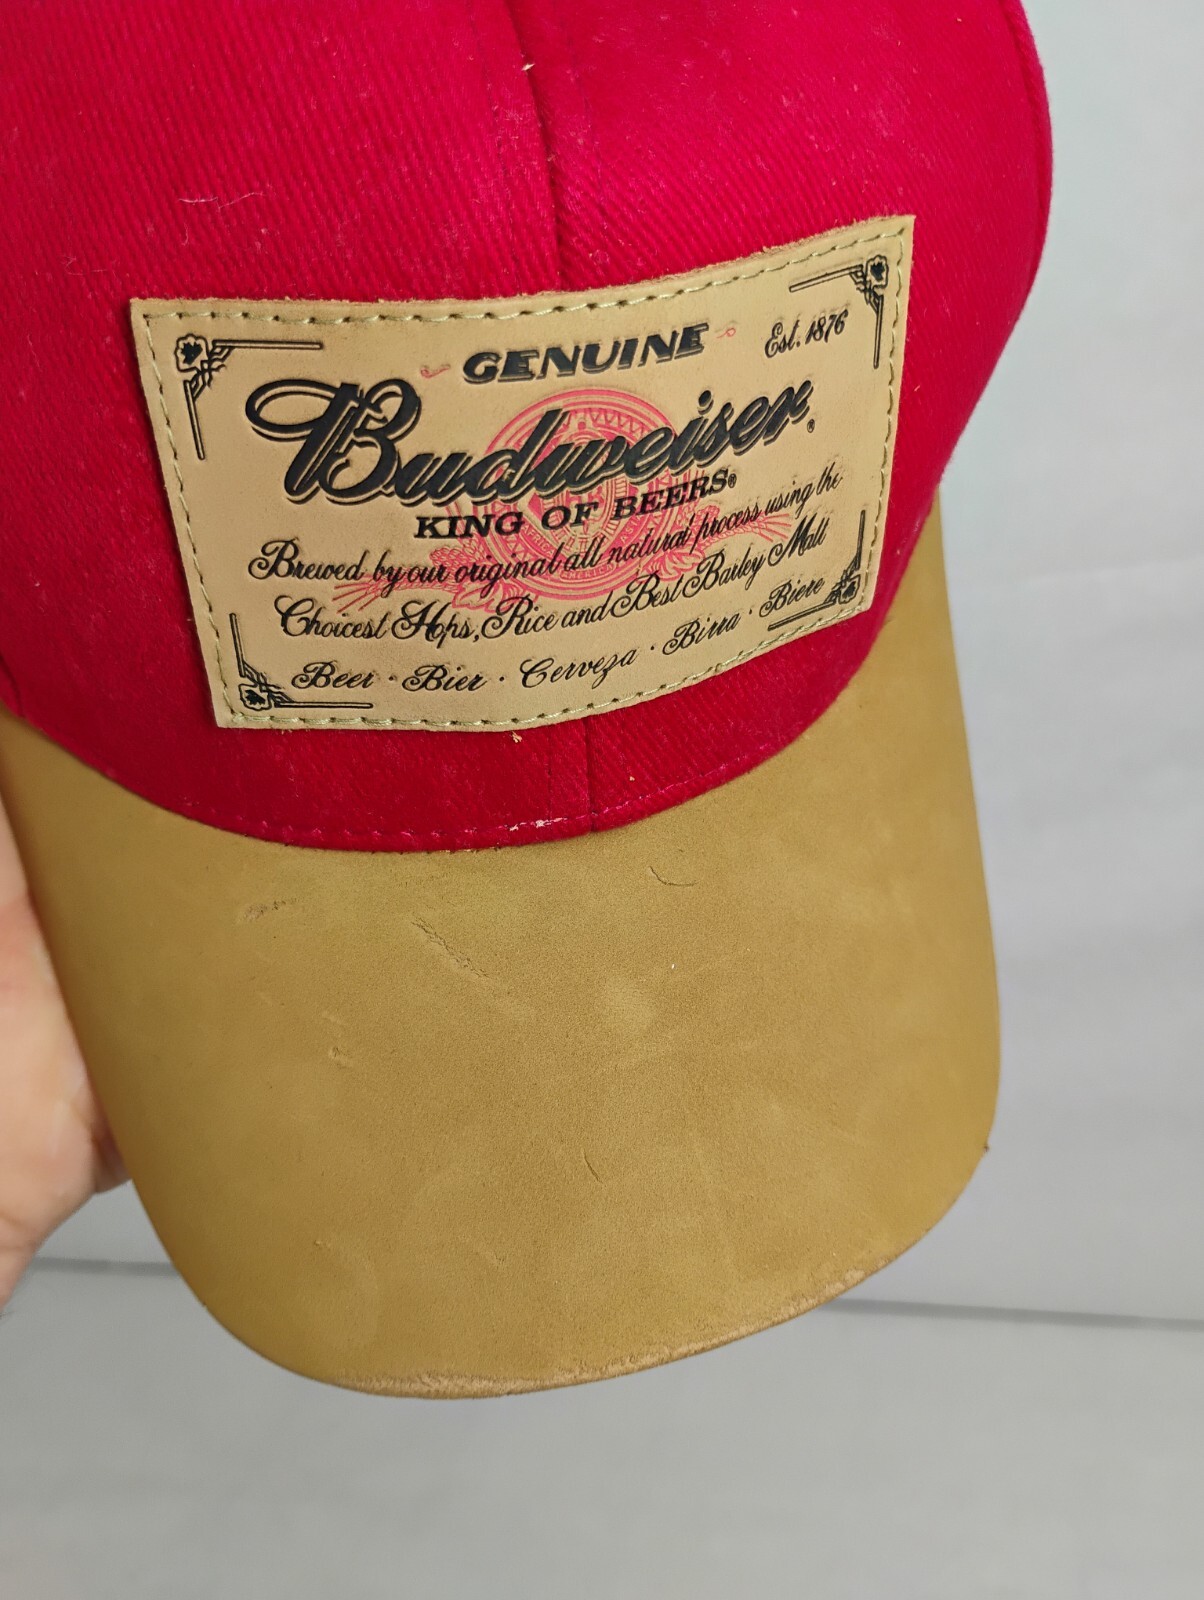 GENUINE
Est. 1876
Budweiser®
KING OF BEERS®
Brewed by our original all natural process using the
Choicest Hops, Rice and Best Barley Malt
Beer · Bier · Cerveza · Birra · Biere